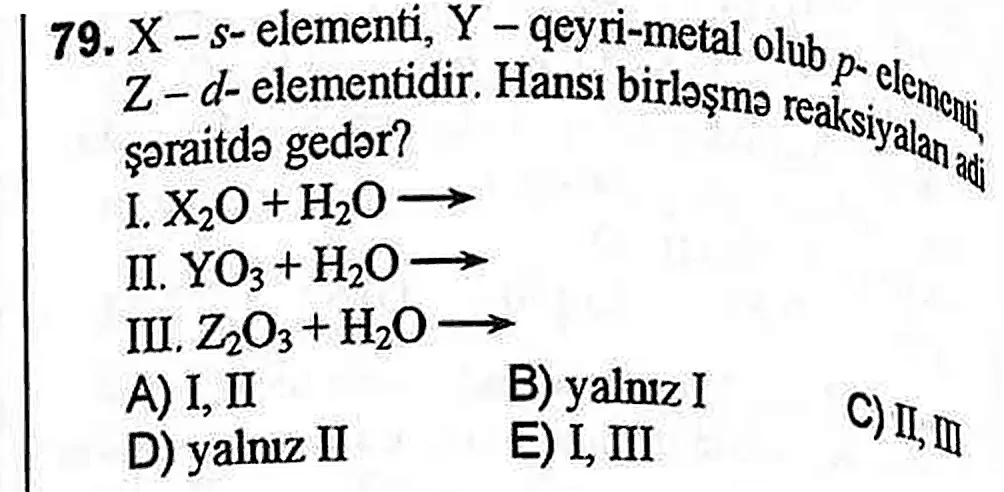 79. X – s- elementi, Y – qeyri-metal olub p- elementi,
Z – d- elementidir. Hansı birləşmə reaksiyaları adi
şəraitdə gedər?
I. X₂O + H₂O →
II. YO₃ + H₂O →
III. Z₂O₃ + H₂O →
A) I, II B) yalnız I C) II, III
D) yalnız II E) I, III